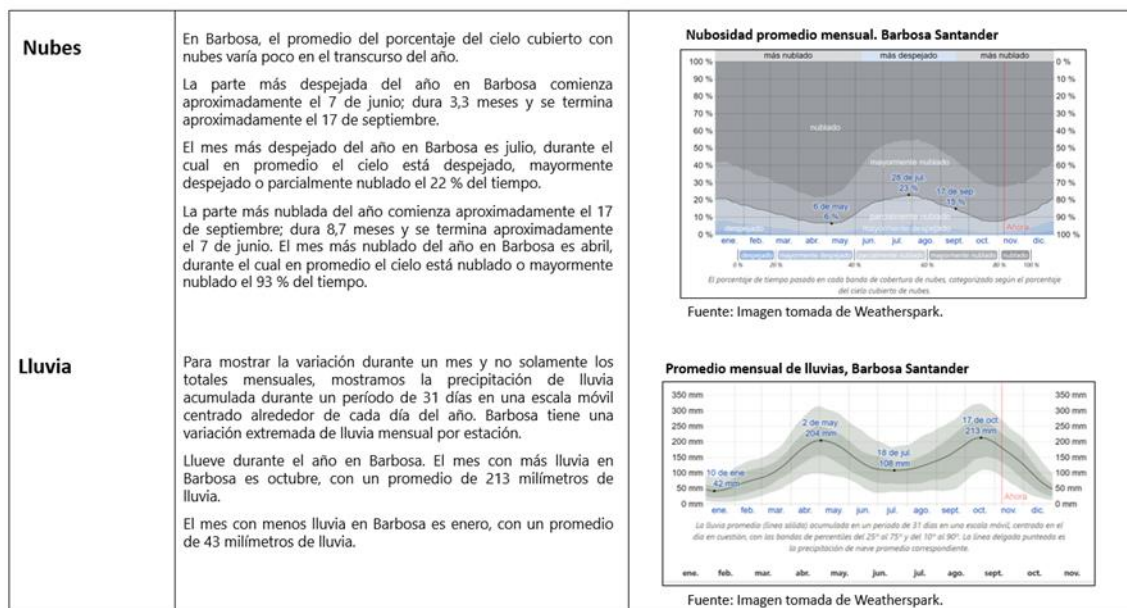 Nubes
En Barbosa, el promedio del porcentaje del cielo cubierto con
nubes varía poco en el transcurso del año.
La parte más despejada del año en Barbosa comienza
aproximadamente el 7 de junio; dura 3,3 meses y se termina
aproximadamente el 17 de septiembre.
El mes más despejado del año en Barbosa es julio, durante el
cual en promedio el cielo está despejado, mayormente
despejado o parcialmente nublado el 22 % del tiempo.
La parte más nublada del año comienza aproximadamente el 17
de septiembre; dura 8,7 meses y se termina aproximadamente
el 7 de junio. El mes más nublado del año en Barbosa es abril,
durante el cual en promedio el cielo está nublado o mayormente
nublado el 93 % del tiempo.
Nubosidad promedio mensual. Barbosa Santander
más nublado más despejado más nublado
100 % 0 %
90 % 10 %
80 % 20 %
70 % 30 %
60 % 40 %
50 % 50 %
40 % 60 %
30 % 70 %
20 % 80 %
10 % 90 %
0 % 100 %
nublado
mayormente nublado
28 de jul.
23 %
17 de sep.
15 %
6 de may.
6 %
parcialmente nublado
despejado
mayormente despejado
Ahora
ene. feb. mar. abr. may. jun. jul. ago. sept. oct. nov. dic.
despejado mayormente despejado parcialmente nublado mayormente nublado nublado
0 % 20 % 40 % 60 % 80 % 100 %
El porcentaje de tiempo pasado en cada banda de cobertura de nubes, categorizado según el porcentaje
del cielo cubierto de nubes.
Fuente: Imagen tomada de Weatherspark.
Lluvia
Para mostrar la variación durante un mes y no solamente los
totales mensuales, mostramos la precipitación de lluvia
acumulada durante un período de 31 días en una escala móvil
centrado alrededor de cada día del año. Barbosa tiene una
variación extremada de lluvia mensual por estación.
Llueve durante el año en Barbosa. El mes con más lluvia en
Barbosa es octubre, con un promedio de 213 milímetros de
lluvia.
El mes con menos lluvia en Barbosa es enero, con un promedio
de 43 milímetros de lluvia.
Promedio mensual de lluvias, Barbosa Santander
350 mm 350 mm
300 mm 300 mm
250 mm 250 mm
200 mm 200 mm
150 mm 150 mm
100 mm 100 mm
50 mm 50 mm
0 mm 0 mm
10 de ene.
42 mm
2 de may.
204 mm
18 de jul.
108 mm
17 de oct.
213 mm
Ahora
ene. feb. mar. abr. may. jun. jul. ago. sept. oct. nov. dic.
La lluvia promedio (línea sólida) acumulada en un periodo de 31 días en una escala móvil, centrado en el
día en cuestión, con las bandas de percentiles del 25º al 75º y del 10º al 90º. La línea delgada punteada es
la precipitación de nieve promedio correspondiente.
ene. feb. mar. abr. may. jun. jul. ago. sept. oct. nov.
Fuente: Imagen tomada de Weatherspark.